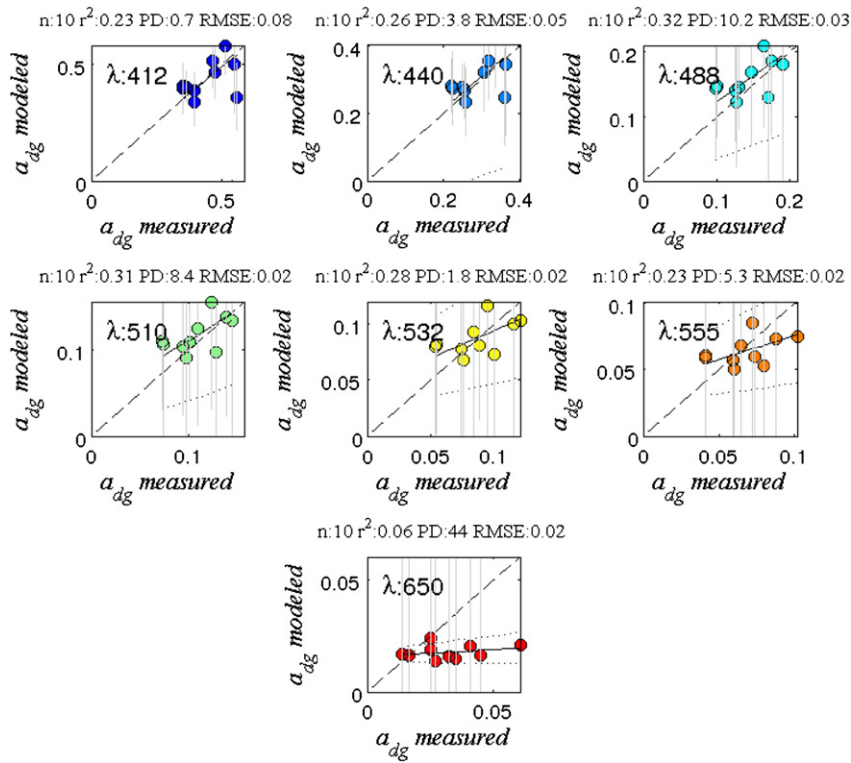 n:10 r²:0.23 PD:0.7 RMSE:0.08
n:10 r²:0.26 PD:3.8 RMSE:0.05
n:10 r²:0.32 PD:10.2 RMSE:0.03
λ:412
0.5
0
0
0.5
a_dg modeled
a_dg measured
λ:440
0.4
0.2
0
0
0.2
0.4
a_dg modeled
a_dg measured
λ:488
0.2
0.1
0
0
0.1
0.2
a_dg modeled
a_dg measured
n:10 r²:0.31 PD:8.4 RMSE:0.02
n:10 r²:0.28 PD:1.8 RMSE:0.02
n:10 r²:0.23 PD:5.3 RMSE:0.02
λ:510
0.1
0
0
0.1
a_dg modeled
a_dg measured
λ:532
0.1
0.05
0
0
0.05
0.1
a_dg modeled
a_dg measured
λ:555
0.1
0.05
0
0
0.05
0.1
a_dg modeled
a_dg measured
n:10 r²:0.06 PD:44 RMSE:0.02
λ:650
0.05
0
0
0.05
a_dg modeled
a_dg measured